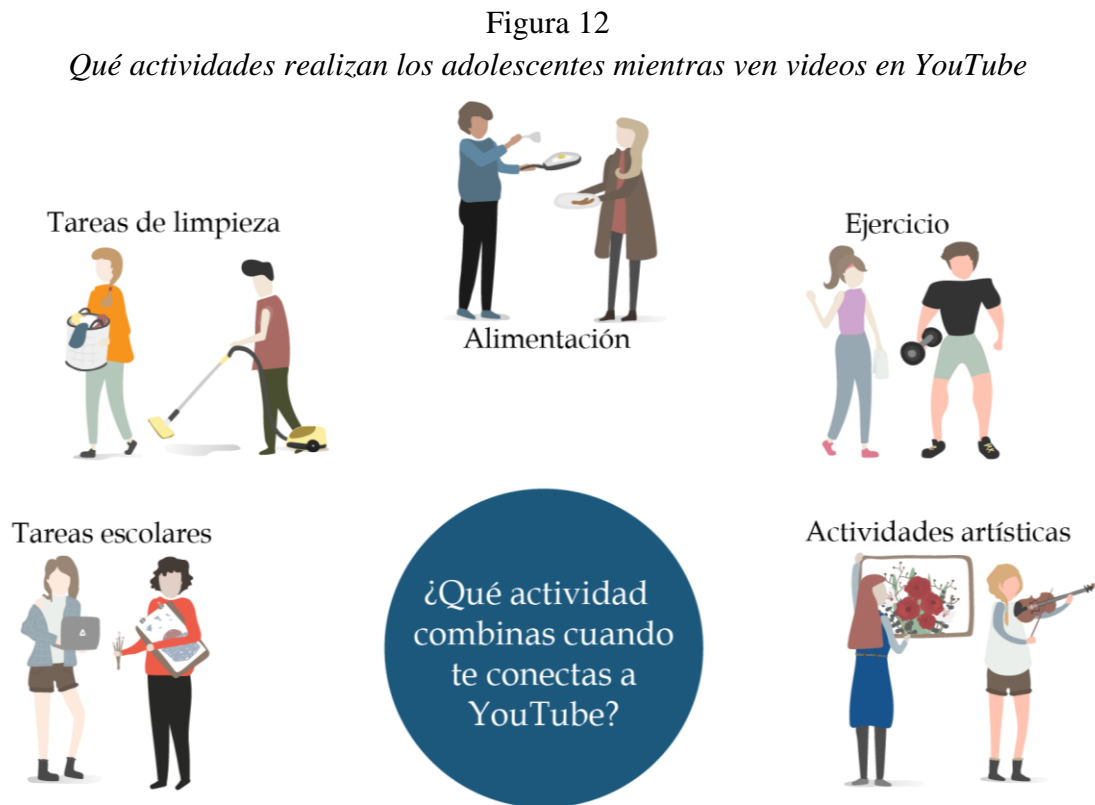 Figura 12
Qué actividades realizan los adolescentes mientras ven videos en YouTube
Tareas de limpieza
Alimentación
Ejercicio
Tareas escolares
¿Qué actividad
combinas cuando
te conectas a
YouTube?
Actividades artísticas